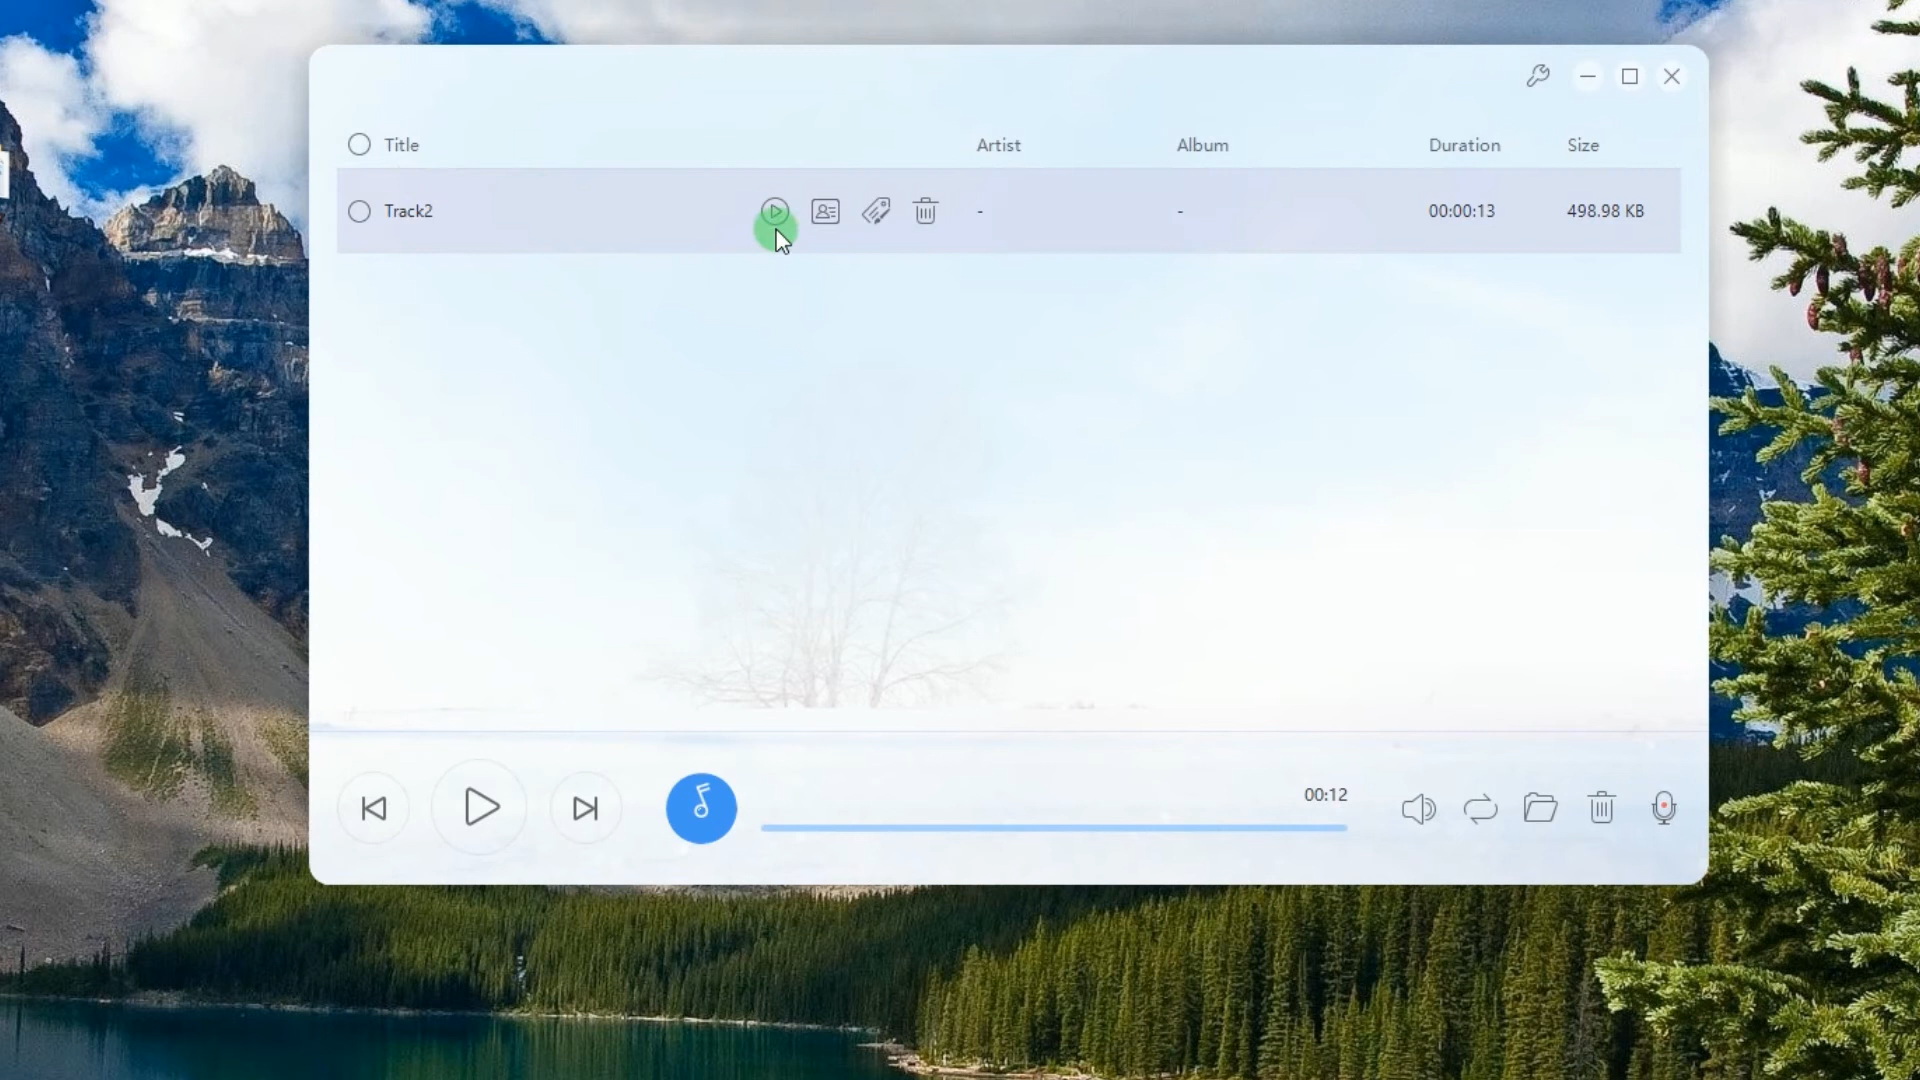 Title Artist Album Duration Size
Track2 - - 00:00:13 498.98 KB
00:12